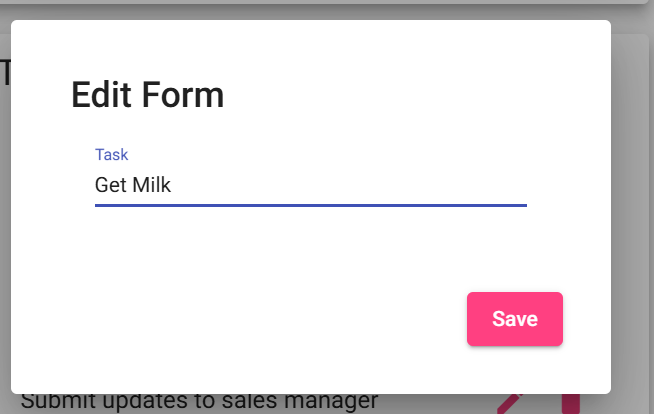 T
Edit Form
Task
Get Milk
Save
Submit updates to sales manager